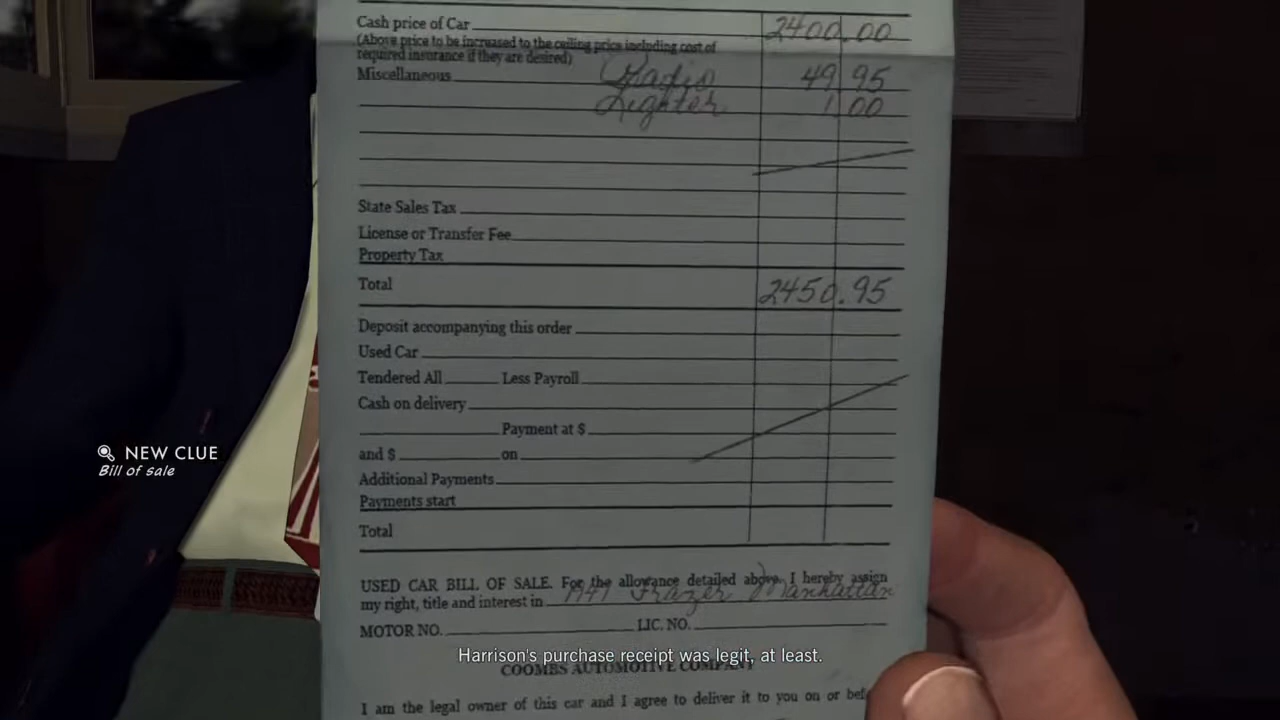 Cash price of Car 2400.00
(Above price to be increased to the ceiling price including cost of
required insurance if they are desired)
Miscellaneous Radio 49 95
Lighter 1 00
State Sales Tax
License or Transfer Fee
Property Tax
Total 2450.95
Deposit accompanying this order
Used Car
Tendered All Less Payroll
Cash on delivery
Payment at $
and $ on
Additional Payments
Payments start
Total
NEW CLUE
Bill of sale
USED CAR BILL OF SALE. For the allowance detailed above, I hereby assign
my right, title and interest in 1947 Frazer Manhattan
MOTOR NO. LIC. NO.
Harrison's purchase receipt was legit, at least.
COOMBS AUTOMOTIVE COMPANY
I am the legal owner of this car and I agree to deliver it to you on or